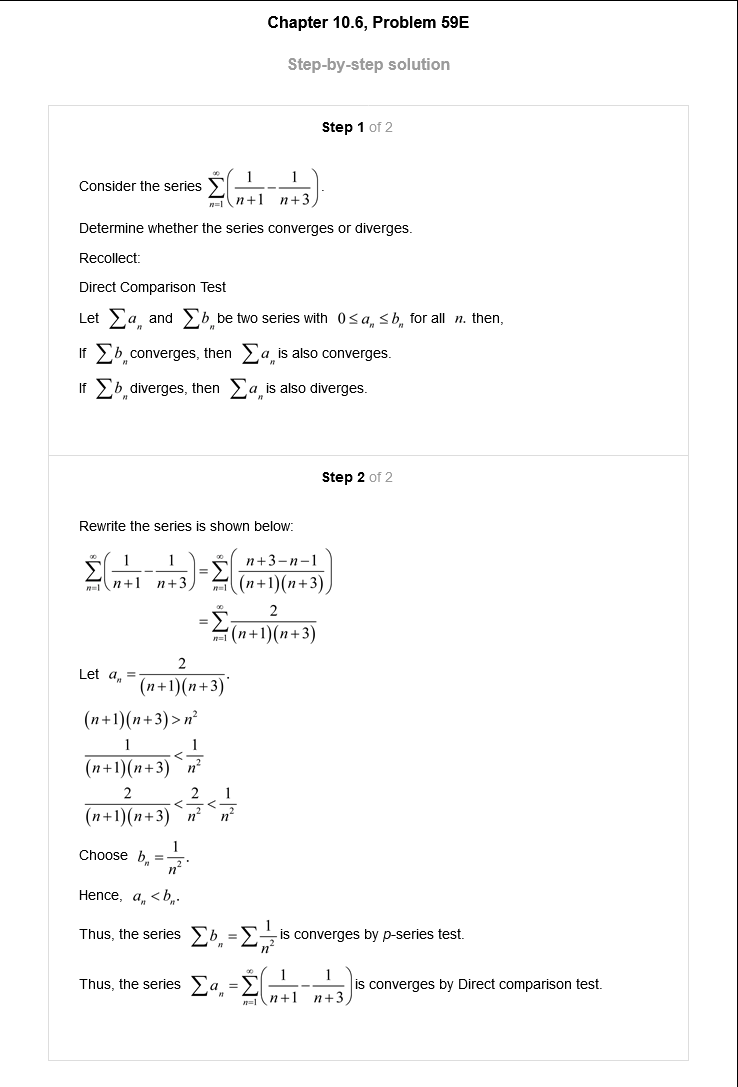 Chapter 10.6, Problem 59E
Step-by-step solution
Step 1 of 2
Consider the series $\sum_{n=1}^{\infty}\left(\frac{1}{n+1}-\frac{1}{n+3}\right)$.
Determine whether the series converges or diverges.
Recollect:
Direct Comparison Test
Let $\sum a_n$ and $\sum b_n$ be two series with $0 \le a_n \le b_n$ for all $n$. then,
If $\sum b_n$ converges, then $\sum a_n$ is also converges.
If $\sum b_n$ diverges, then $\sum a_n$ is also diverges.
Step 2 of 2
Rewrite the series is shown below:
$\sum_{n=1}^{\infty}\left(\frac{1}{n+1}-\frac{1}{n+3}\right)=\sum_{n=1}^{\infty}\left(\frac{n+3-n-1}{(n+1)(n+3)}\right)$
$=\sum_{n=1}^{\infty}\frac{2}{(n+1)(n+3)}$
Let $a_n=\frac{2}{(n+1)(n+3)}$.
$(n+1)(n+3)>n^2$
$\frac{1}{(n+1)(n+3)}<\frac{1}{n^2}$
$\frac{2}{(n+1)(n+3)}<\frac{2}{n^2}<\frac{1}{n^2}$
Choose $b_n=\frac{1}{n^2}$.
Hence, $a_n<b_n$.
Thus, the series $\sum b_n=\sum\frac{1}{n^2}$ is converges by p-series test.
Thus, the series $\sum a_n=\sum_{n=1}^{\infty}\left(\frac{1}{n+1}-\frac{1}{n+3}\right)$ is converges by Direct comparison test.